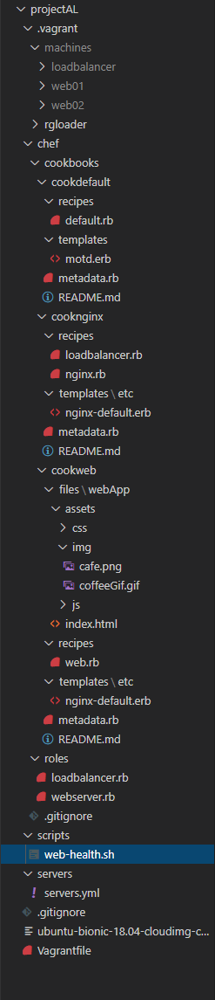 projectAL
.vagrant
machines
loadbalancer
web01
web02
rgloader
chef
cookbooks
cookdefault
recipes
default.rb
templates
motd.erb
metadata.rb
README.md
cooknginx
recipes
loadbalancer.rb
nginx.rb
templates \ etc
nginx-default.erb
metadata.rb
README.md
cookweb
files \ webApp
assets
css
img
cafe.png
coffeeGif.gif
js
index.html
recipes
web.rb
templates \ etc
nginx-default.erb
metadata.rb
README.md
roles
loadbalancer.rb
webserver.rb
.gitignore
scripts
web-health.sh
servers
servers.yml
.gitignore
ubuntu-bionic-18.04-cloudimg-c...
Vagrantfile